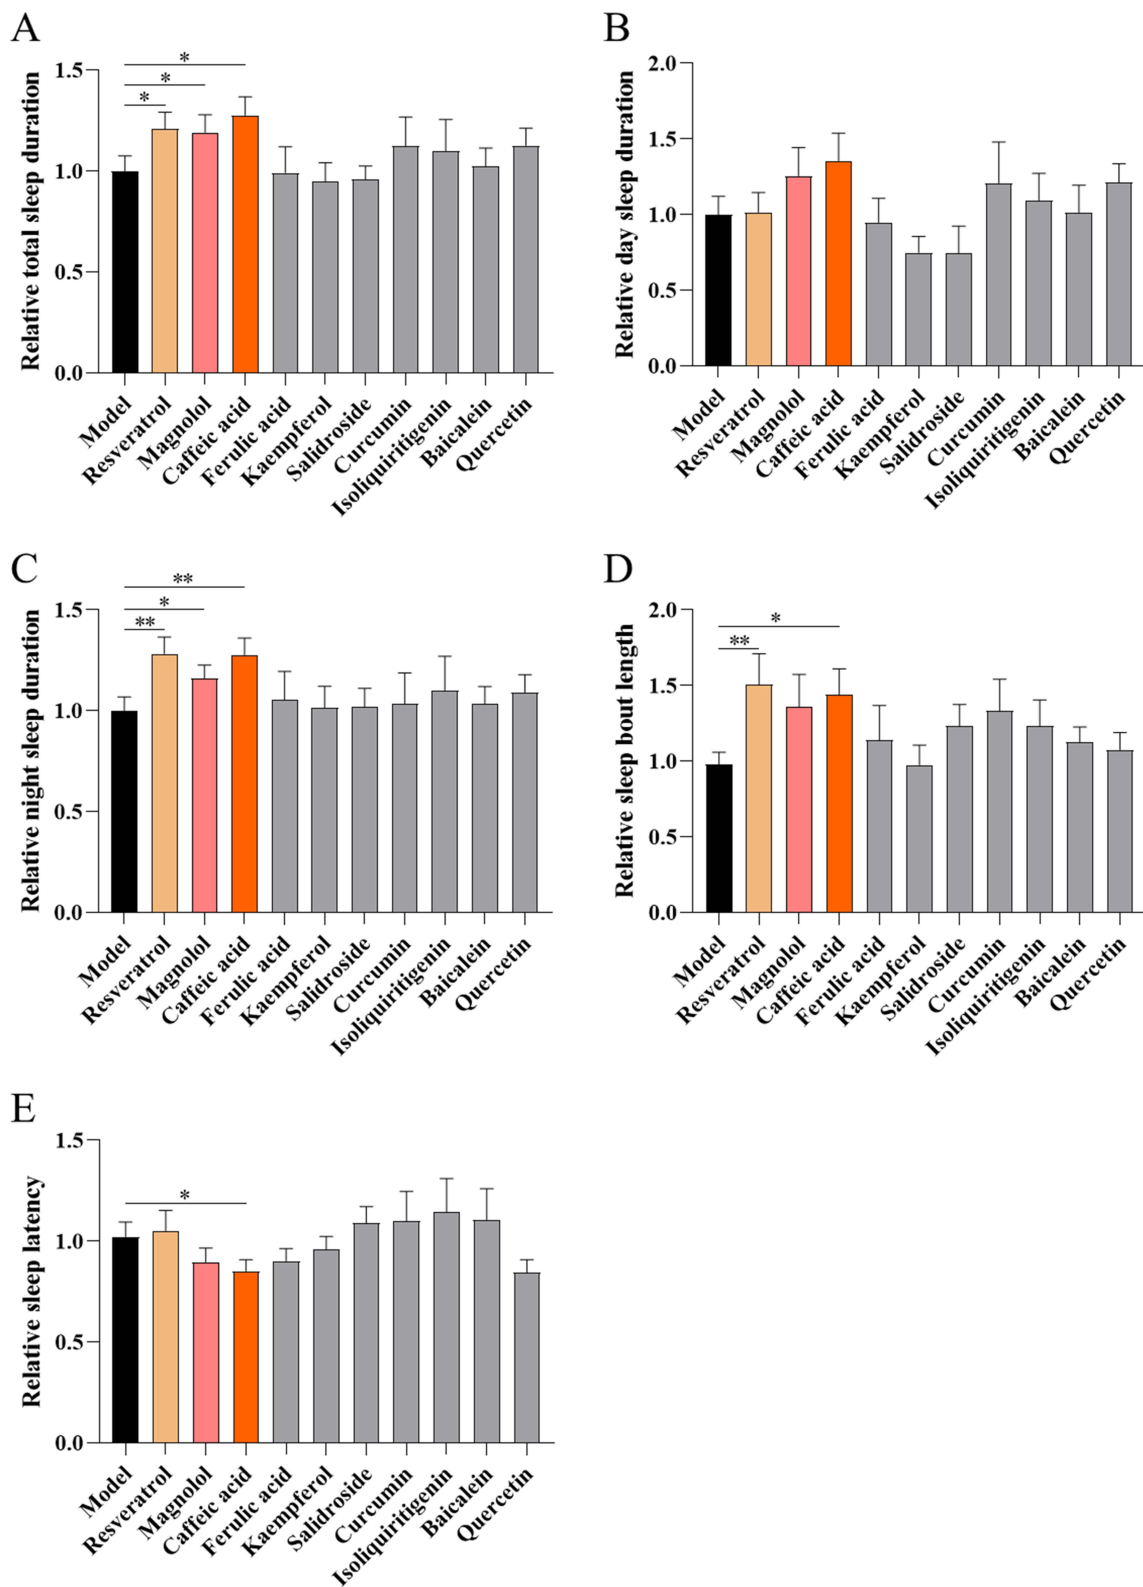 A
Relative total sleep duration
1.5
1.0
0.5
0.0
*
*
*
Model
Resveratrol
Magnolol
Caffeic acid
Ferulic acid
Kaempferol
Salidroside
Curcumin
Isoliquiritigenin
Baicalein
Quercetin
B
Relative day sleep duration
2.0
1.5
1.0
0.5
0.0
Model
Resveratrol
Magnolol
Caffeic acid
Ferulic acid
Kaempferol
Salidroside
Curcumin
Isoliquiritigenin
Baicalein
Quercetin
C
Relative night sleep duration
1.5
1.0
0.5
0.0
**
*
**
Model
Resveratrol
Magnolol
Caffeic acid
Ferulic acid
Kaempferol
Salidroside
Curcumin
Isoliquiritigenin
Baicalein
Quercetin
D
Relative sleep bout length
2.0
1.5
1.0
0.5
0.0
*
**
Model
Resveratrol
Magnolol
Caffeic acid
Ferulic acid
Kaempferol
Salidroside
Curcumin
Isoliquiritigenin
Baicalein
Quercetin
E
Relative sleep latency
1.5
1.0
0.5
0.0
*
Model
Resveratrol
Magnolol
Caffeic acid
Ferulic acid
Kaempferol
Salidroside
Curcumin
Isoliquiritigenin
Baicalein
Quercetin